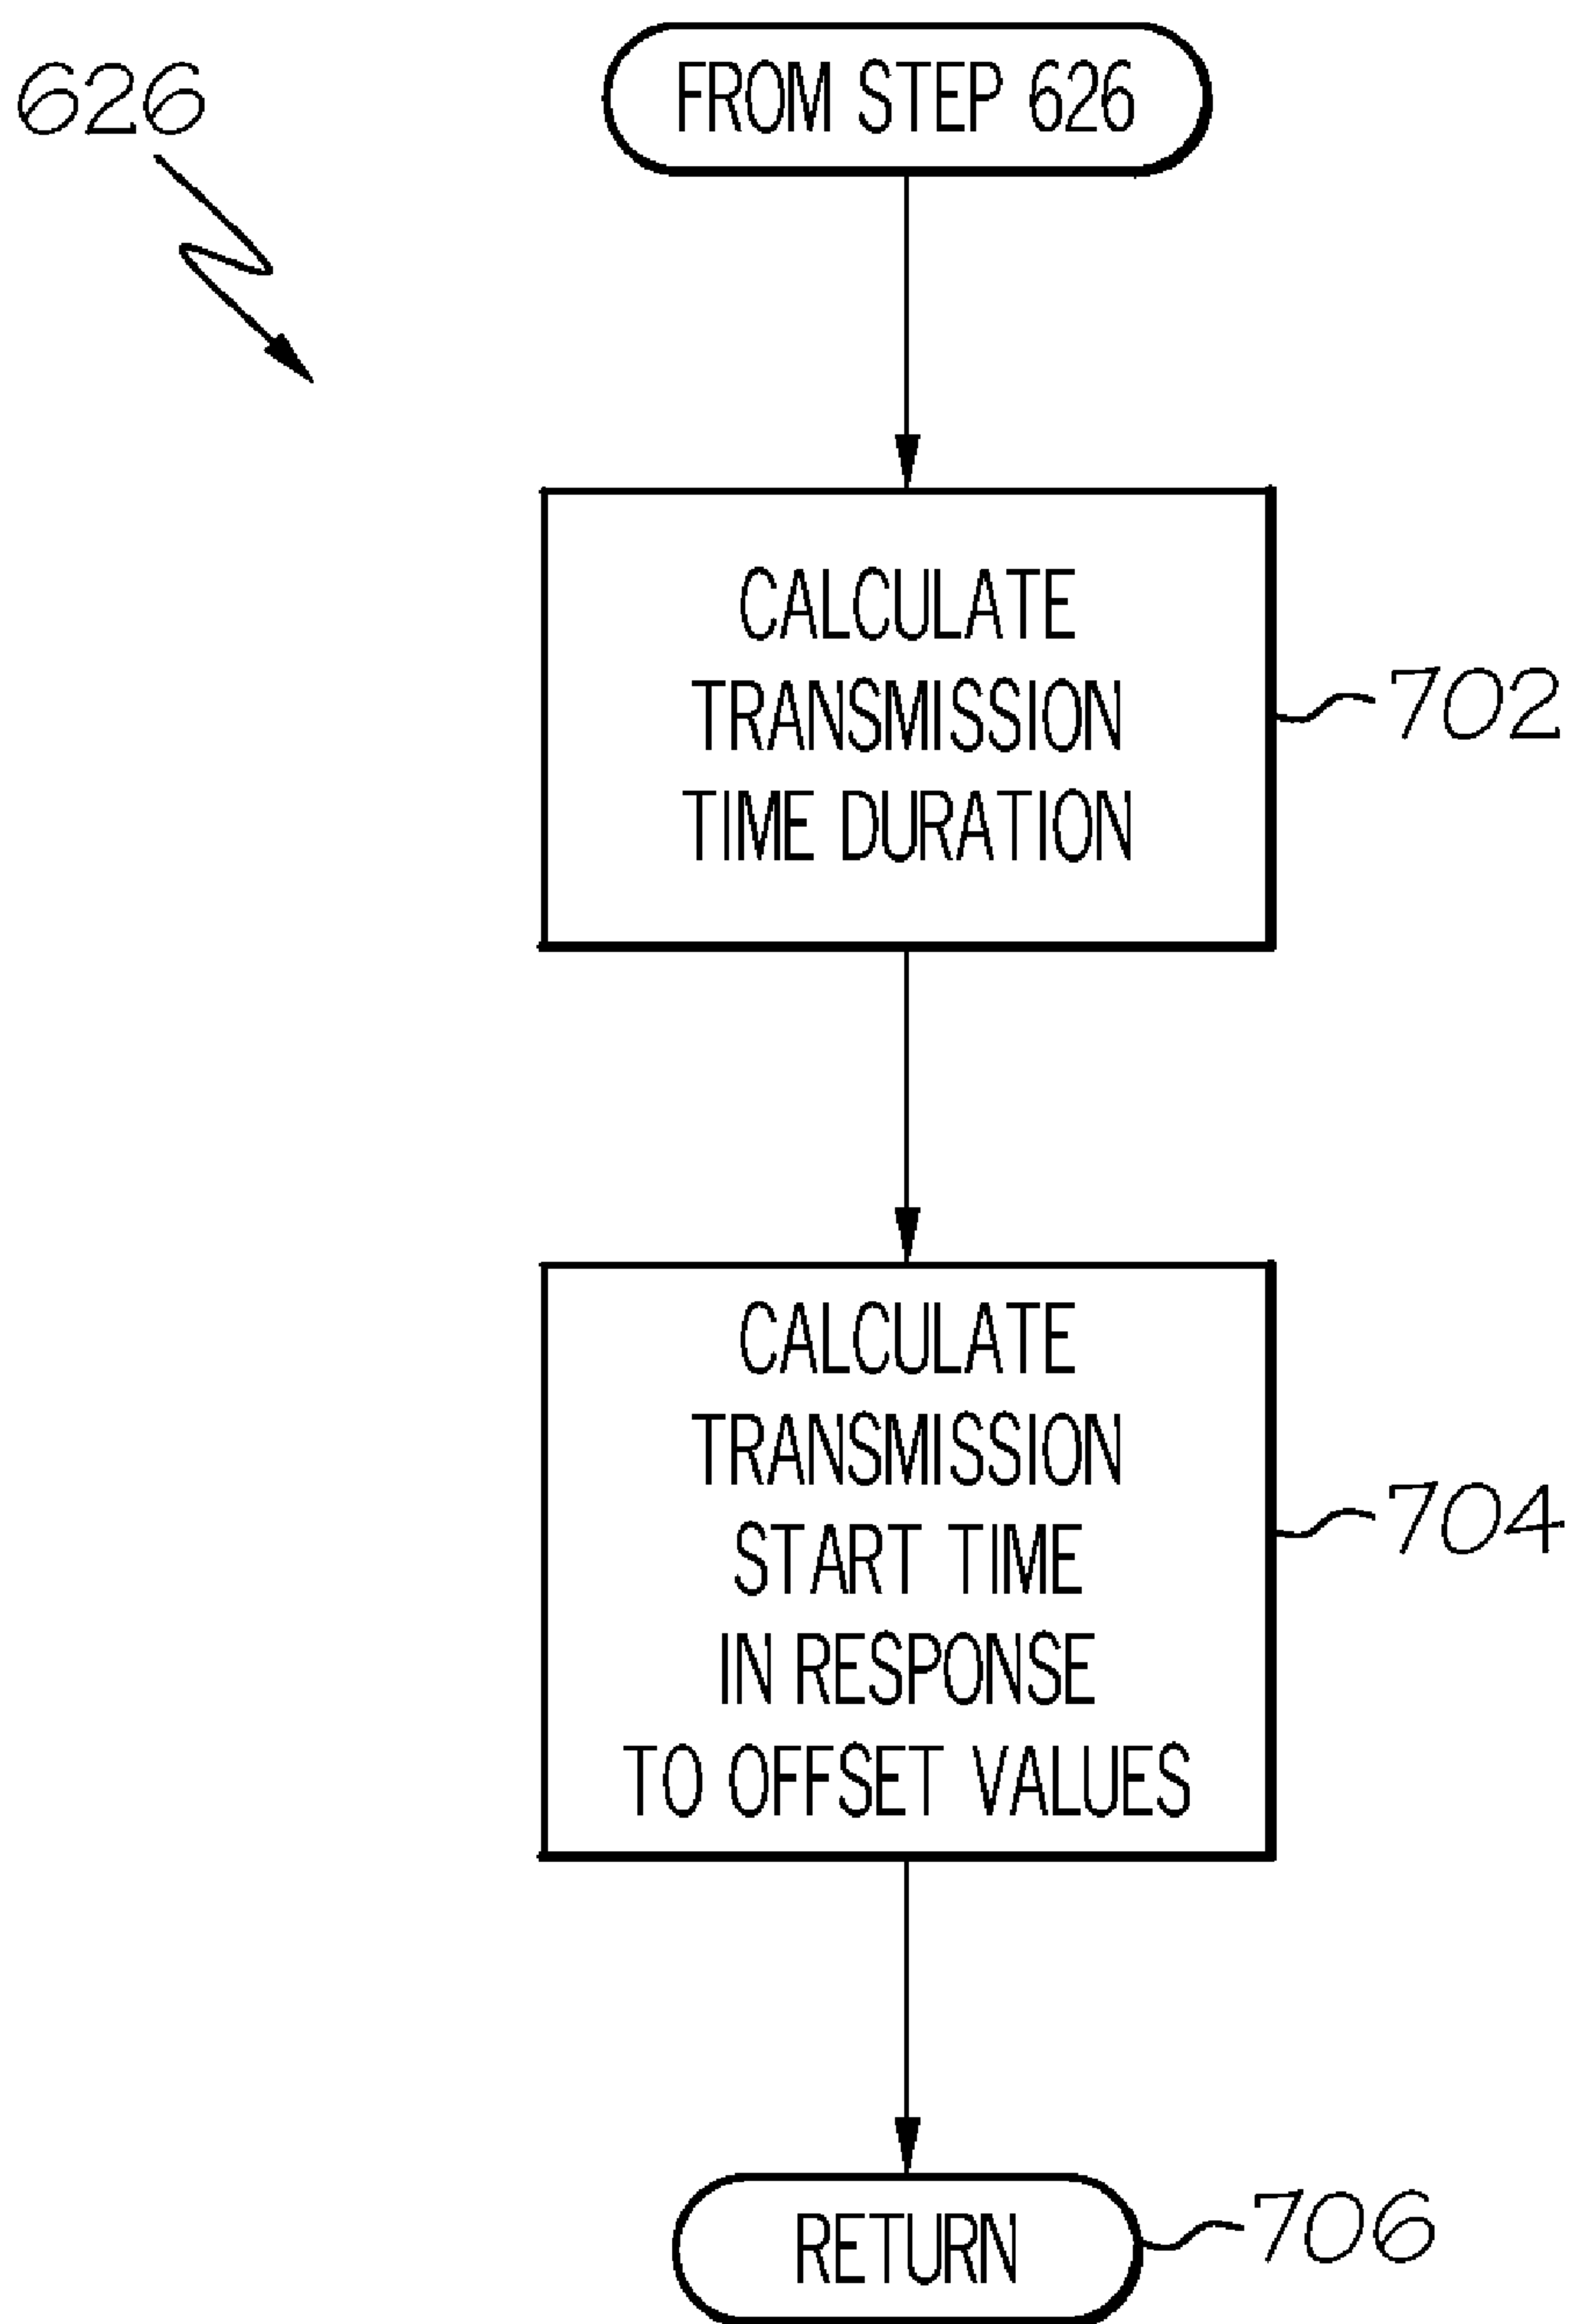 626
FROM STEP 626
CALCULATE
TRANSMISSION
TIME DURATION
702
CALCULATE
TRANSMISSION
START TIME
IN RESPONSE
TO OFFSET VALUES
704
RETURN
706